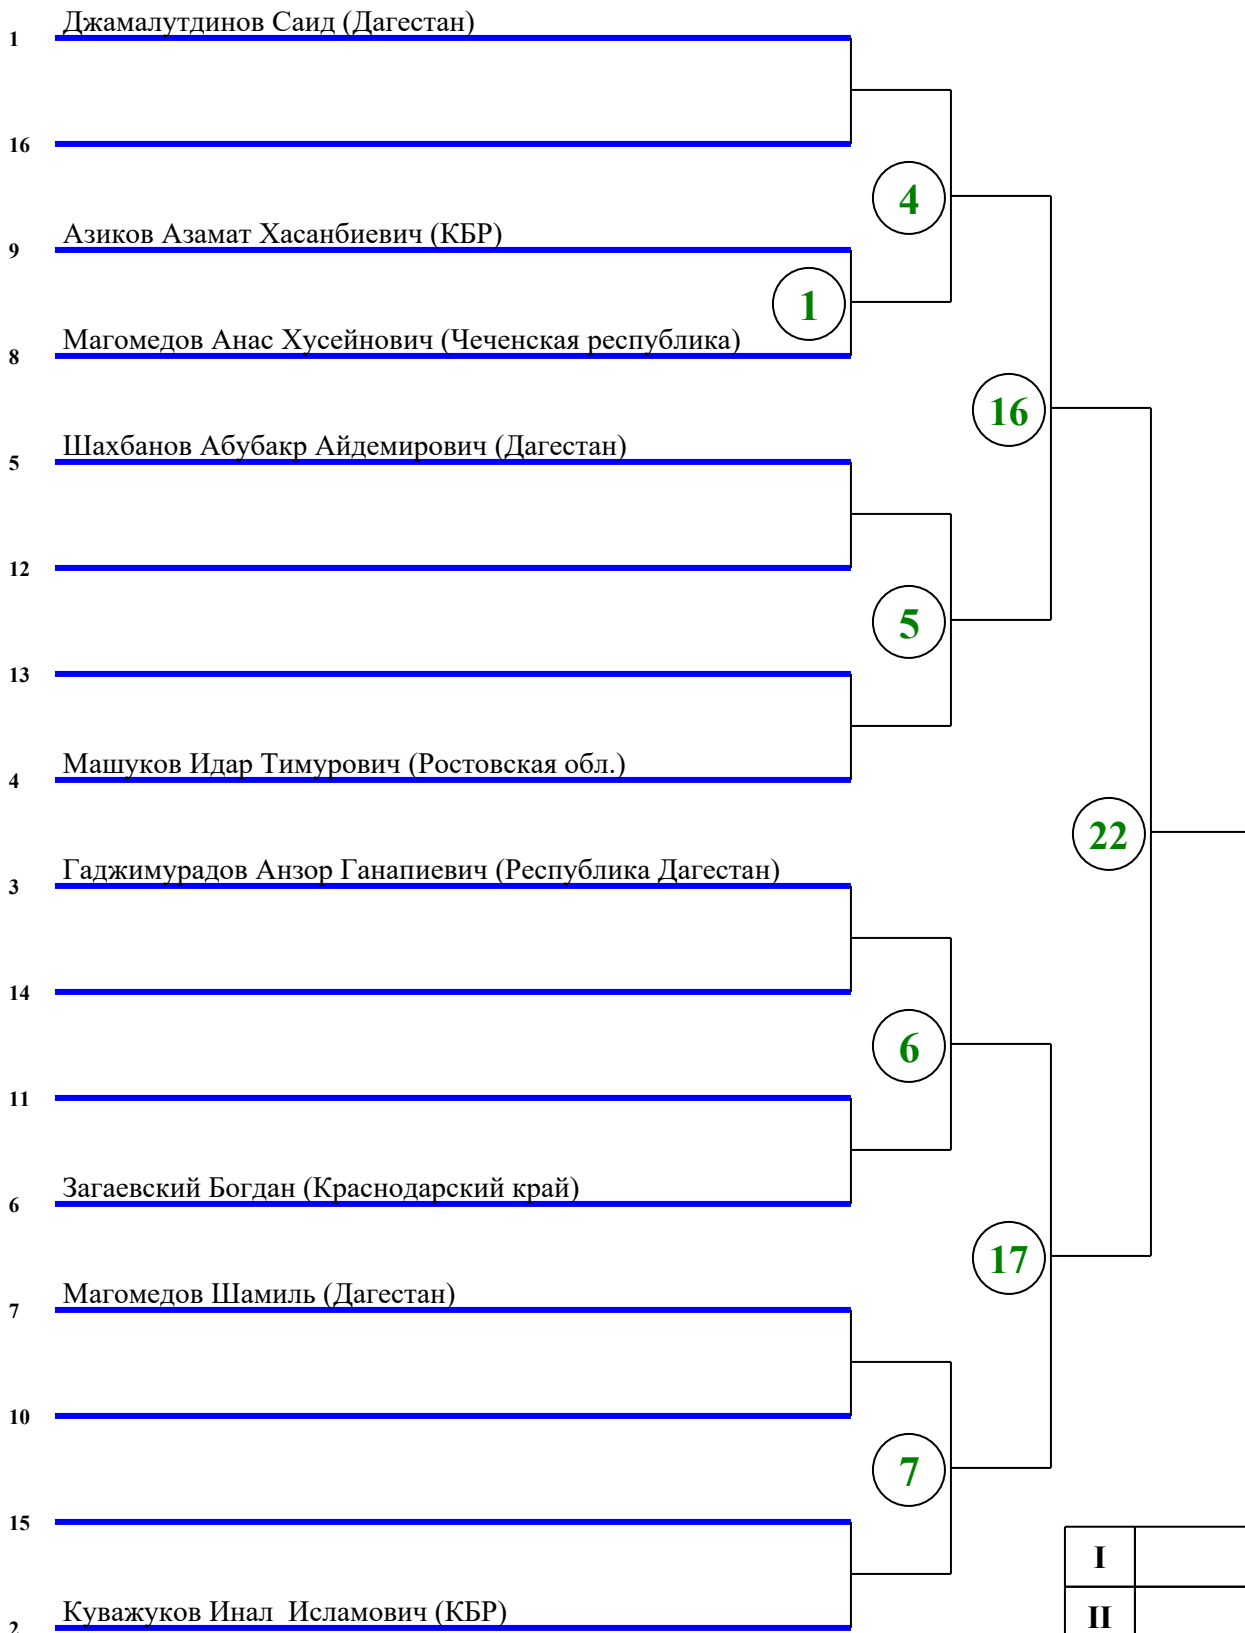 Джамалутдинов Саид (Дагестан)
1
16
4
Азиков Азамат Хасанбиевич (КБР)
9
1
Магомедов Анас Хусейнович (Чеченская республика)
8
16
Шахбанов Абубакр Айдемирович (Дагестан)
5
12
5
13
Машуков Идар Тимурович (Ростовская обл.)
4
22
Гаджимурадов Анзор Ганапиевич (Республика Дагестан)
3
14
6
11
Загаевский Богдан (Краснодарский край)
6
17
Магомедов Шамиль (Дагестан)
7
10
7
15
I
Куважуков Инал  Исламович (КБР)
2
II